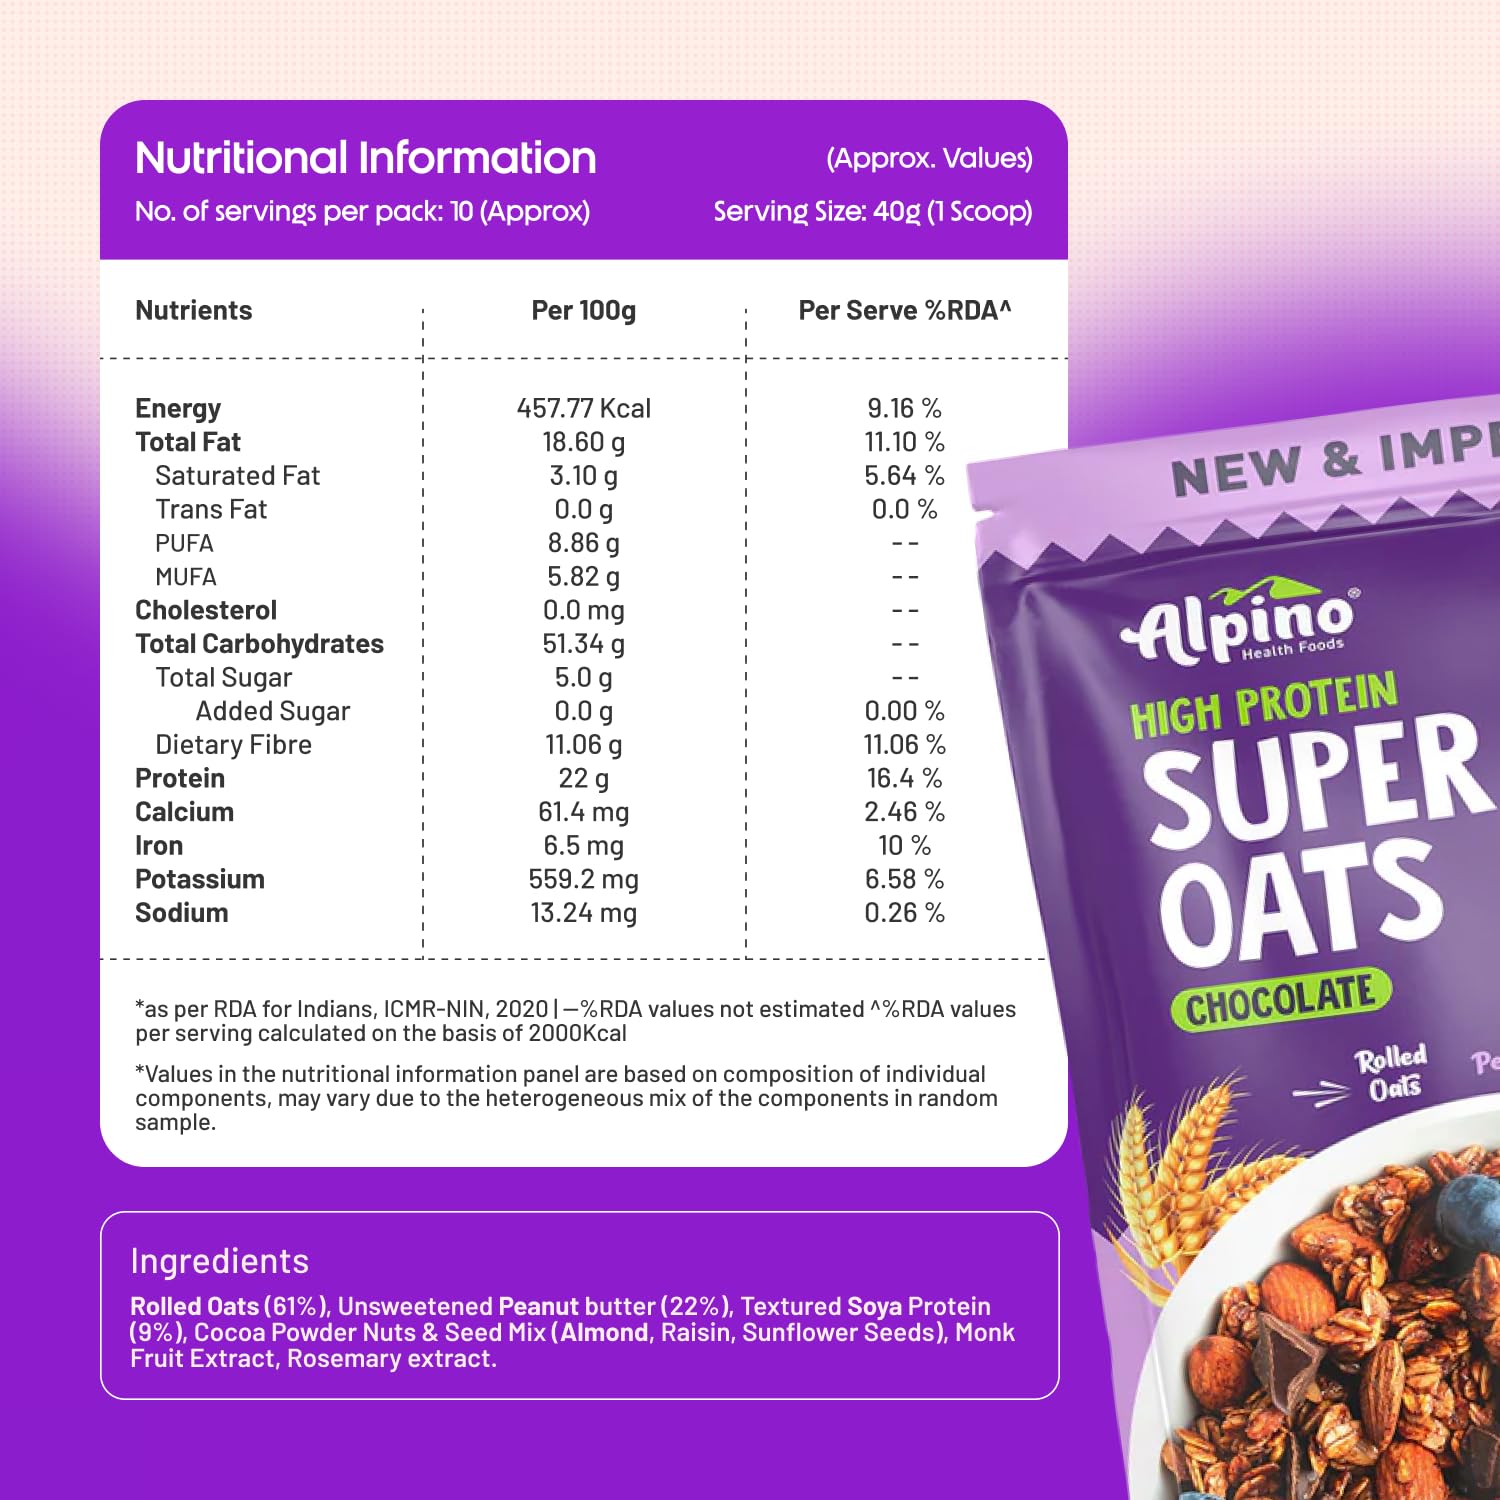 Nutritional Information
(Approx. Values)
No. of servings per pack: 10 (Approx)
Serving Size: 40g (1 Scoop)
Nutrients Per 100g Per Serve %RDA^
Energy 457.77 Kcal 9.16 %
Total Fat 18.60 g 11.10 %
Saturated Fat 3.10 g 5.64 %
Trans Fat 0.0 g 0.0 %
PUFA 8.86 g --
MUFA 5.82 g --
Cholesterol 0.0 mg --
Total Carbohydrates 51.34 g --
Total Sugar 5.0 g --
Added Sugar 0.0 g 0.00 %
Dietary Fibre 11.06 g 11.06 %
Protein 22 g 16.4 %
Calcium 61.4 mg 2.46 %
Iron 6.5 mg 10 %
Potassium 559.2 mg 6.58 %
Sodium 13.24 mg 0.26 %
*as per RDA for Indians, ICMR-NIN, 2020 | —%RDA values not estimated ^%RDA values
per serving calculated on the basis of 2000Kcal
*Values in the nutritional information panel are based on composition of individual
components, may vary due to the heterogeneous mix of the components in random
sample.
Ingredients
Rolled Oats (61%), Unsweetened Peanut butter (22%), Textured Soya Protein
(9%), Cocoa Powder Nuts & Seed Mix (Almond, Raisin, Sunflower Seeds), Monk
Fruit Extract, Rosemary extract.
NEW & IMP
Alpino®
Health Foods
HIGH PROTEIN
SUPER
OATS
CHOCOLATE
Rolled
Oats
Pe